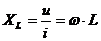 X_L = u/i = ω · L